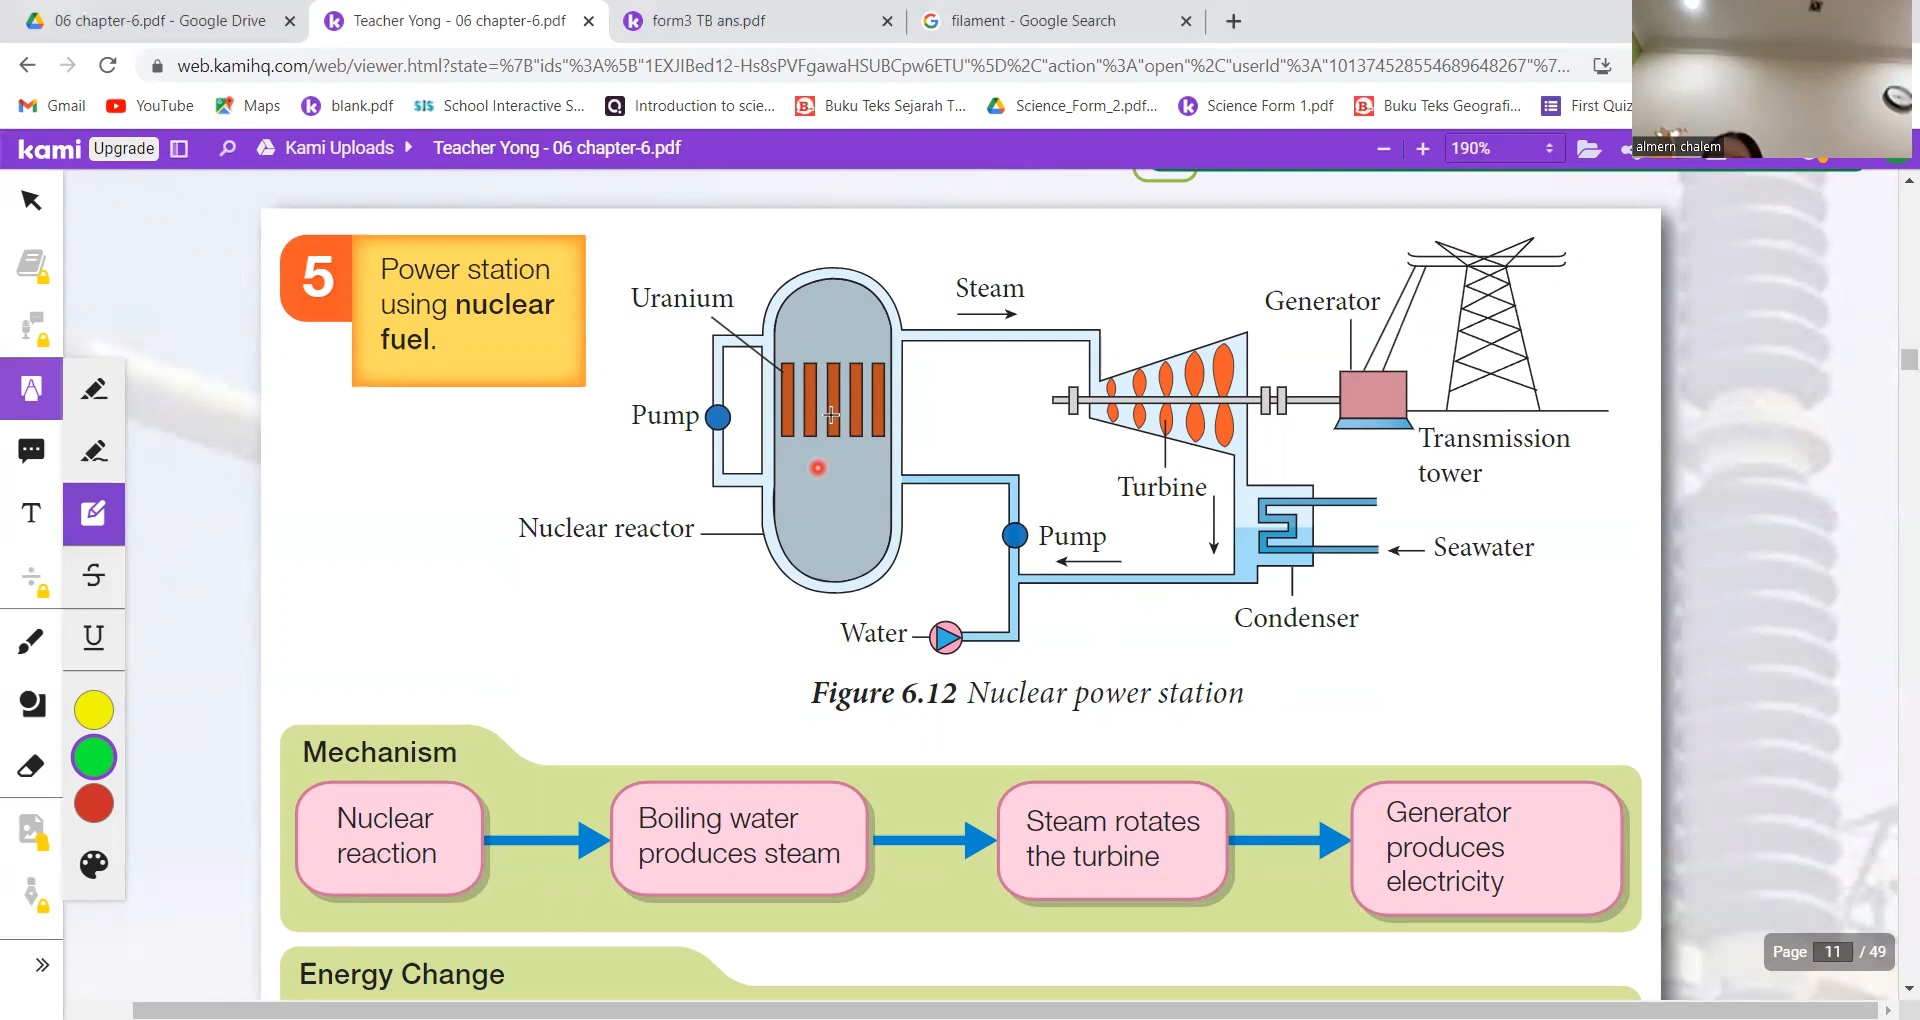 06 chapter-6.pdf - Google Drive
Teacher Yong - 06 chapter-6.pdf
form3 TB ans.pdf
filament - Google Search
web.kamihq.com/web/viewer.html?state=%7B"ids"%3A%5B"1EXJIBed12-Hs8sPVFgawaHSUBCpw6ETU"%5D%2C"action"%3A"open"%2C"userId"%3A"101374528554689648267"%7...
Gmail
YouTube
Maps
blank.pdf
SIS
School Interactive S...
Introduction to scie...
Buku Teks Sejarah T...
Science_Form_2.pdf...
Science Form 1.pdf
Buku Teks Geografi...
First Quiz
almern chalem
kami
Upgrade
Kami Uploads
Teacher Yong - 06 chapter-6.pdf
190%
5
Power station
using nuclear
fuel.
Uranium
Steam
Generator
Pump
Transmission
tower
Turbine
Nuclear reactor
Pump
Seawater
Condenser
Water
Figure 6.12 Nuclear power station
Mechanism
Nuclear
reaction
Boiling water
produces steam
Steam rotates
the turbine
Generator
produces
electricity
Energy Change
Page 11 / 49